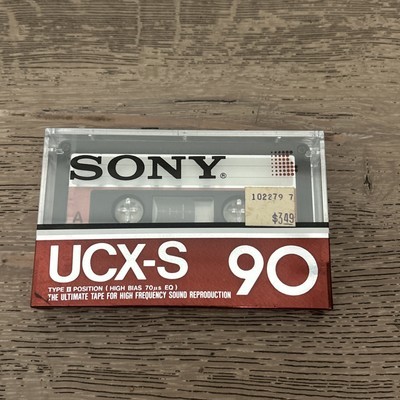 SONY®
102279 7
$3.49
A
UCX-S 90
TYPE II POSITION (HIGH BIAS 70μs EQ)
THE ULTIMATE TAPE FOR HIGH FREQUENCY SOUND REPRODUCTION